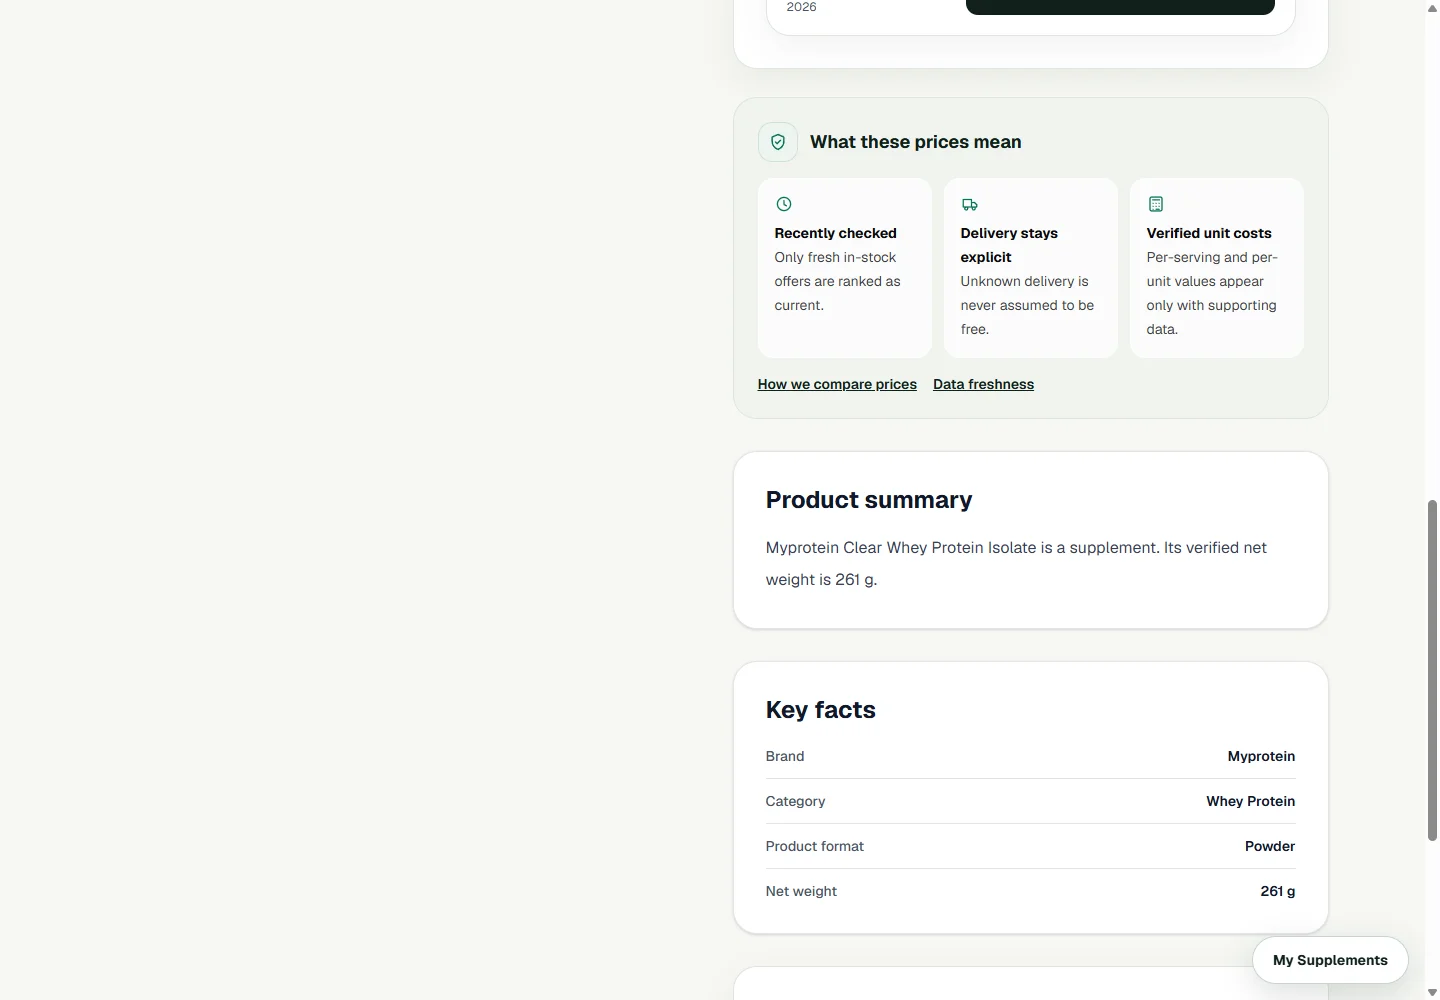 2026
What these prices mean
Recently checked
Only fresh in-stock
offers are ranked as
current.
Delivery stays
explicit
Unknown delivery is
never assumed to be
free.
Verified unit costs
Per-serving and per-
unit values appear
only with supporting
data.
How we compare prices Data freshness
Product summary
Myprotein Clear Whey Protein Isolate is a supplement. Its verified net
weight is 261 g.
Key facts
Brand Myprotein
Category Whey Protein
Product format Powder
Net weight 261 g
My Supplements